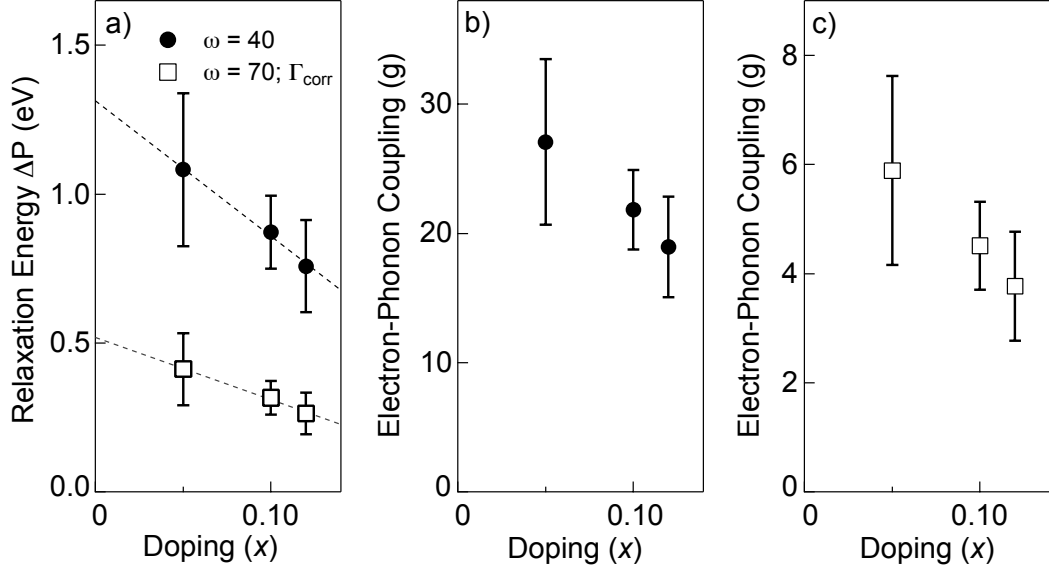 a)
ω = 40
ω = 70; Γcorr
Relaxation Energy ΔP (eV)
1.5
1.0
0.5
0.0
0
0.10
Doping (x)
b)
Electron-Phonon Coupling (g)
30
20
10
0
0
0.10
Doping (x)
c)
Electron-Phonon Coupling (g)
8
6
4
2
0
0
0.10
Doping (x)